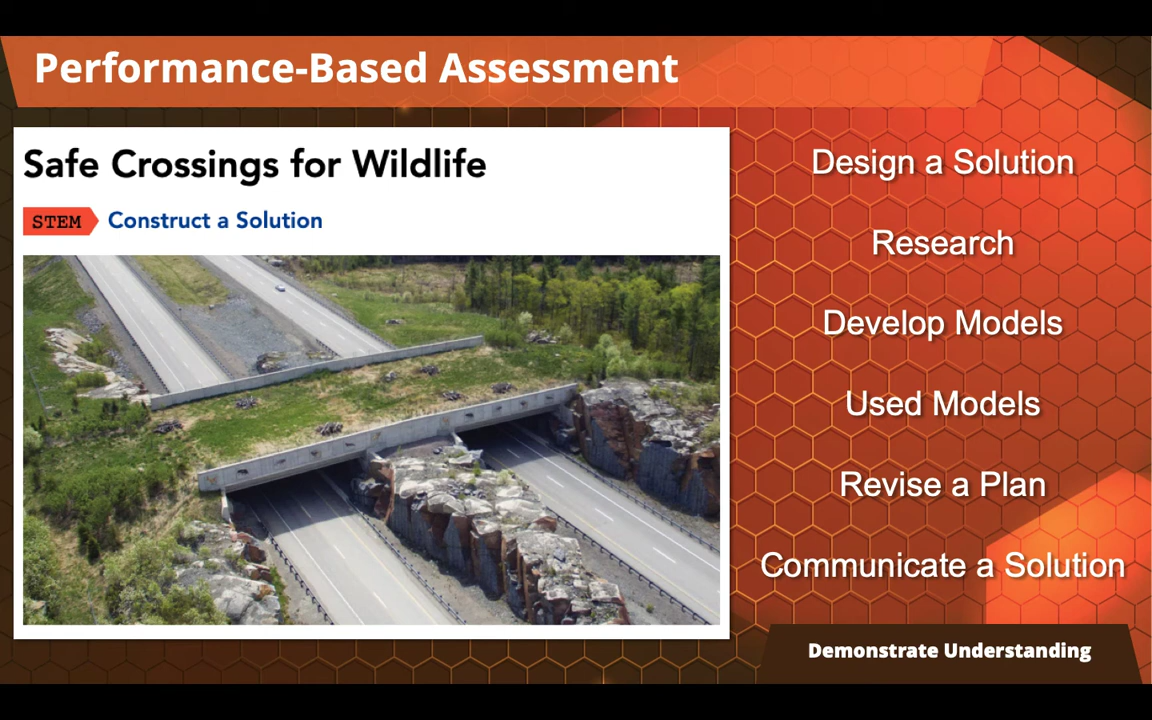 Performance-Based Assessment
Safe Crossings for Wildlife
STEM Construct a Solution
Design a Solution
Research
Develop Models
Used Models
Revise a Plan
Communicate a Solution
Demonstrate Understanding